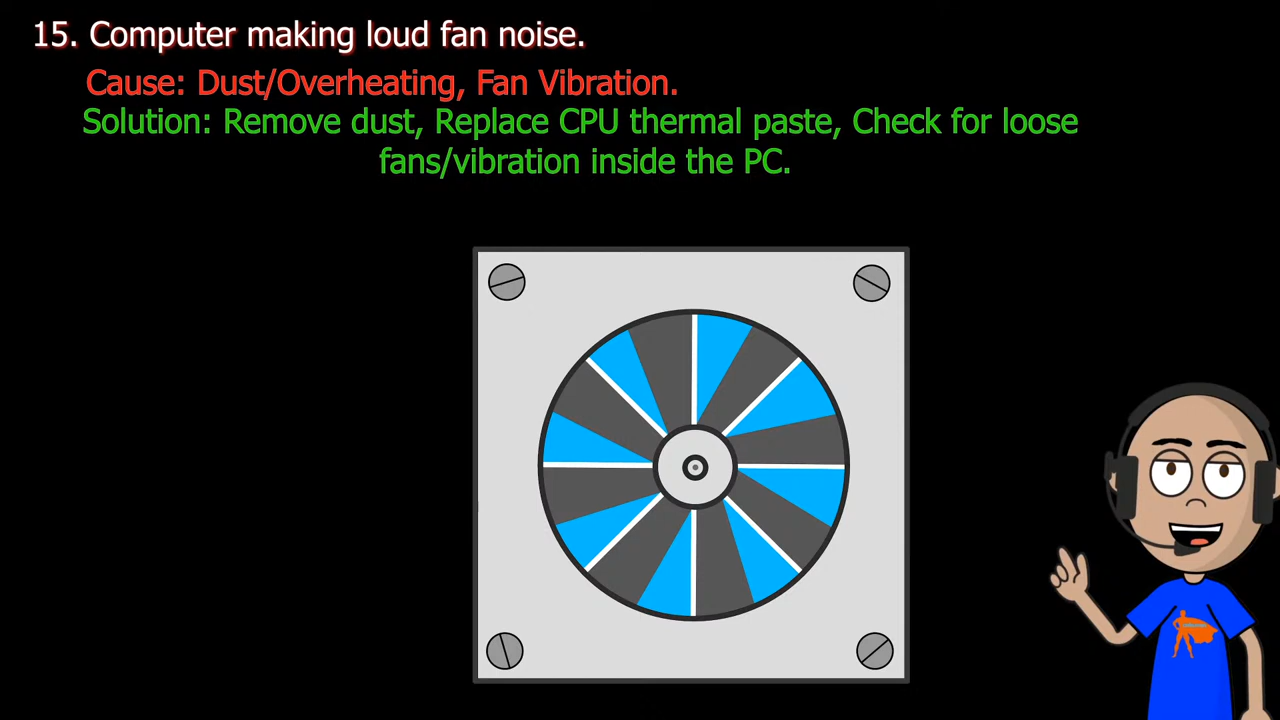 15. Computer making loud fan noise.
Cause: Dust/Overheating, Fan Vibration.
Solution: Remove dust, Replace CPU thermal paste, Check for loose
fans/vibration inside the PC.